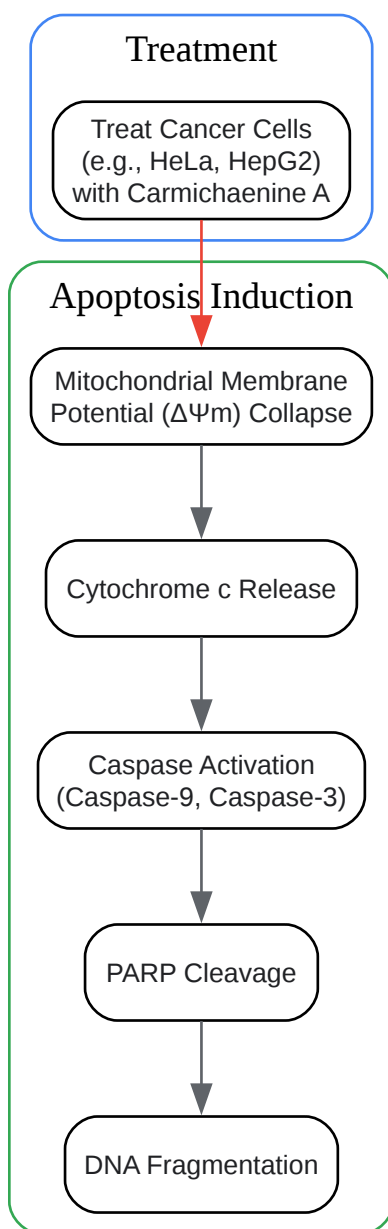 Treatment
Treat Cancer Cells
(e.g., HeLa, HepG2)
with Carmichaenine A
Apoptosis Induction
Mitochondrial Membrane
Potential (ΔΨm) Collapse
Cytochrome c Release
Caspase Activation
(Caspase-9, Caspase-3)
PARP Cleavage
DNA Fragmentation